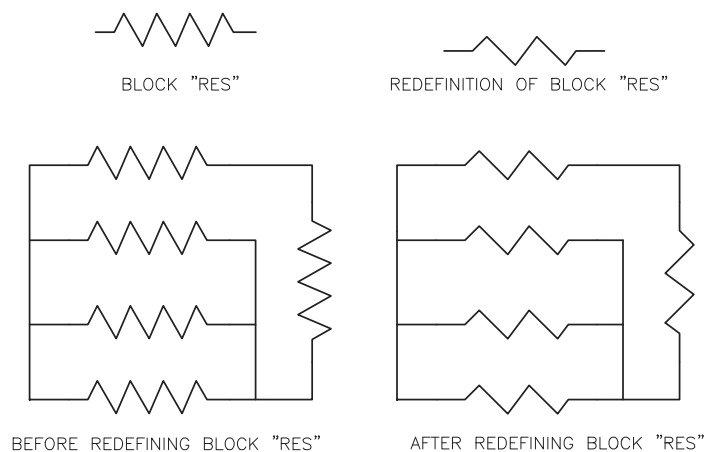 BLOCK ”RES”
REDEFINITION OF BLOCK ”RES”
BEFORE REDEFINING BLOCK ”RES”
AFTER REDEFINING BLOCK ”RES”